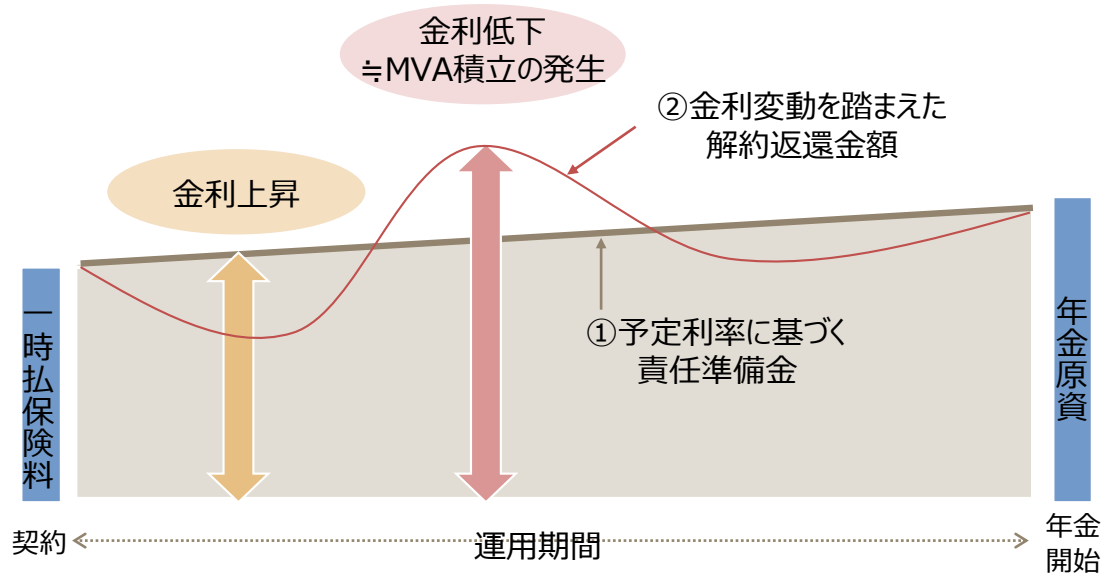 金利低下
≒MVA積立の発生
②金利変動を踏まえた
解約返還金額
金利上昇
一時払保険料
①予定利率に基づく
責任準備金
年金原資
契約
運用期間
年金
開始